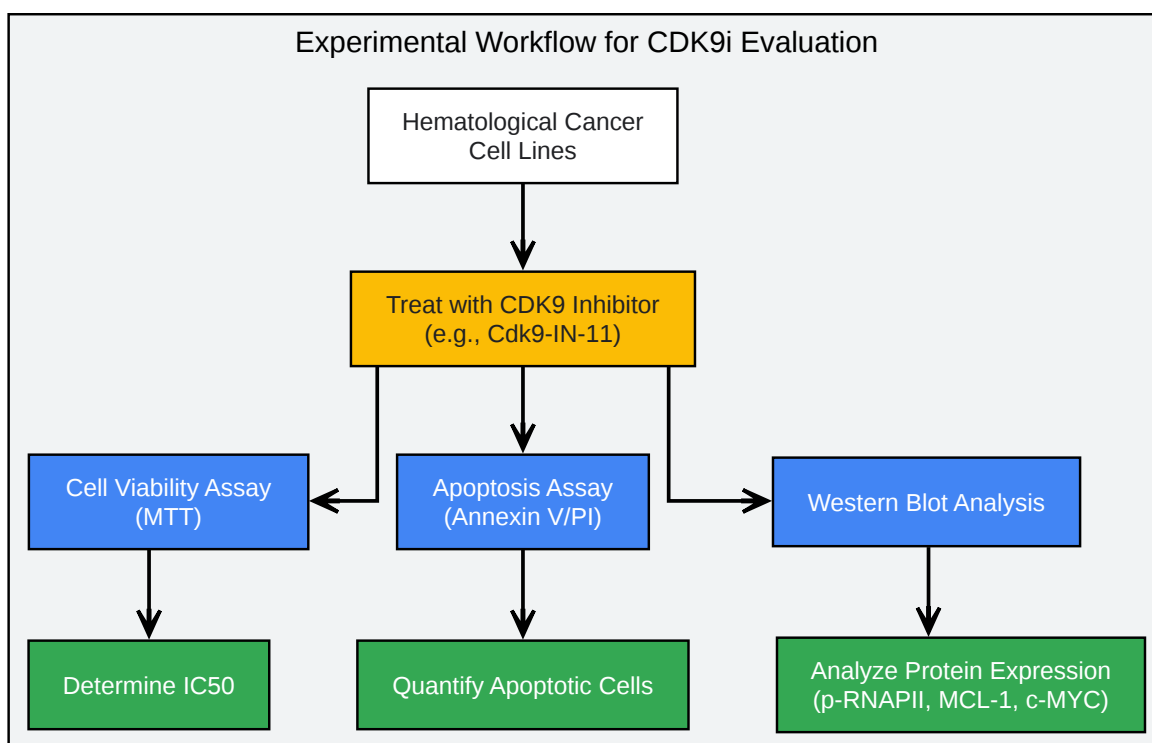 Experimental Workflow for CDK9i Evaluation
Hematological Cancer
Cell Lines
Treat with CDK9 Inhibitor
(e.g., Cdk9-IN-11)
Cell Viability Assay
(MTT)
Apoptosis Assay
(Annexin V/PI)
Western Blot Analysis
Determine IC50
Quantify Apoptotic Cells
Analyze Protein Expression
(p-RNAPII, MCL-1, c-MYC)